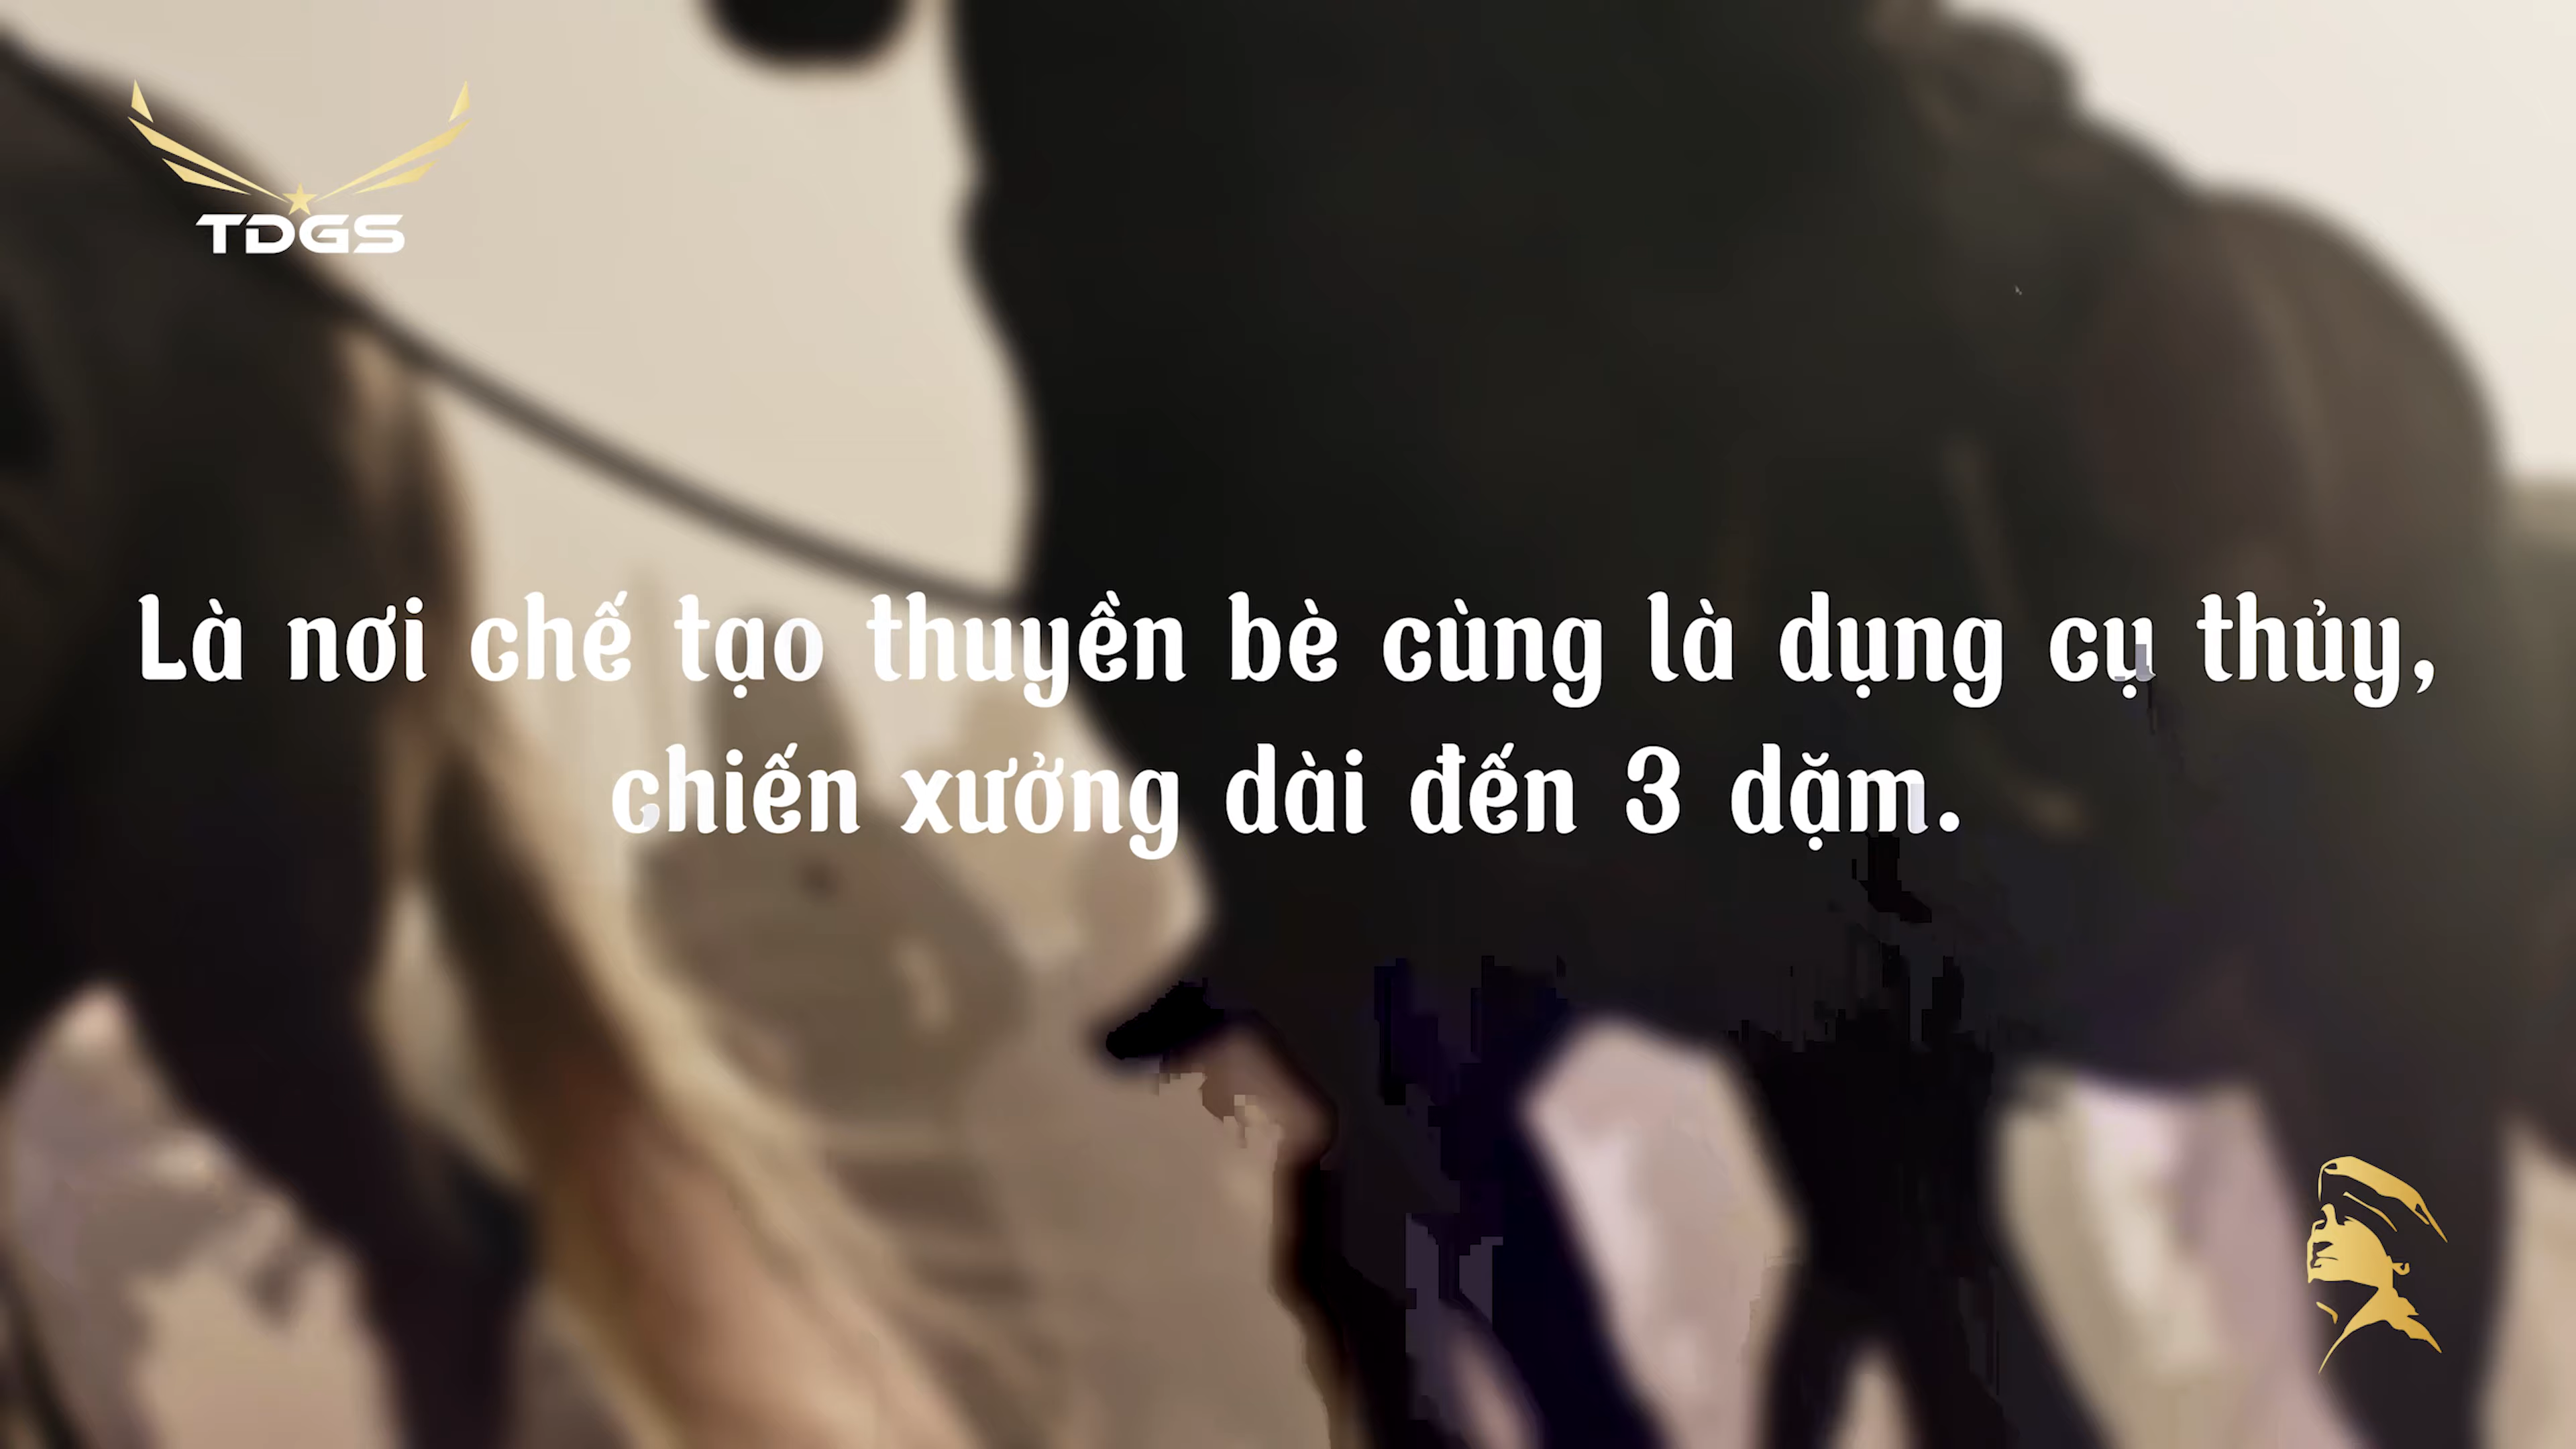 TDGS
Là nơi chế tạo thuyền bè cùng là dụng cụ thủy,
chiến xưởng dài đến 3 dặm.